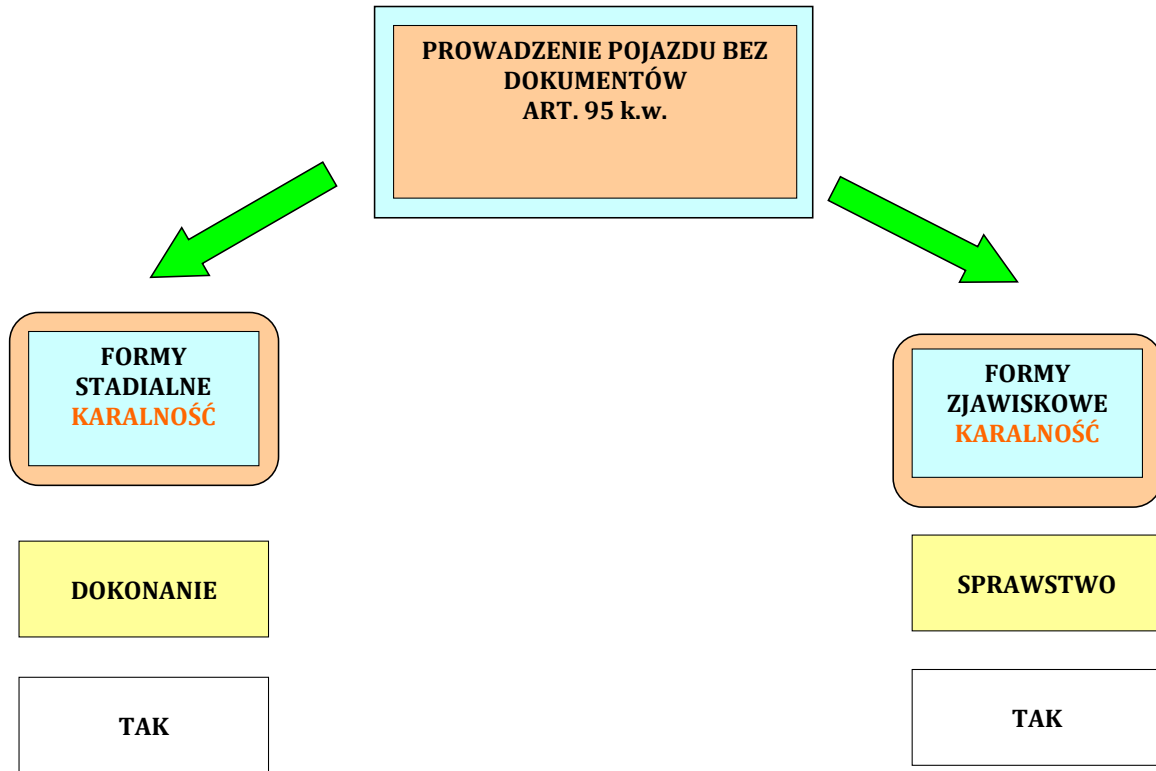 PROWADZENIE POJAZDU BEZ
DOKUMENTÓW
ART. 95 k.w.
FORMY
STADIALNE
KARALNOŚĆ
FORMY
ZJAWISKOWE
KARALNOŚĆ
DOKONANIE
SPRAWSTWO
TAK
TAK